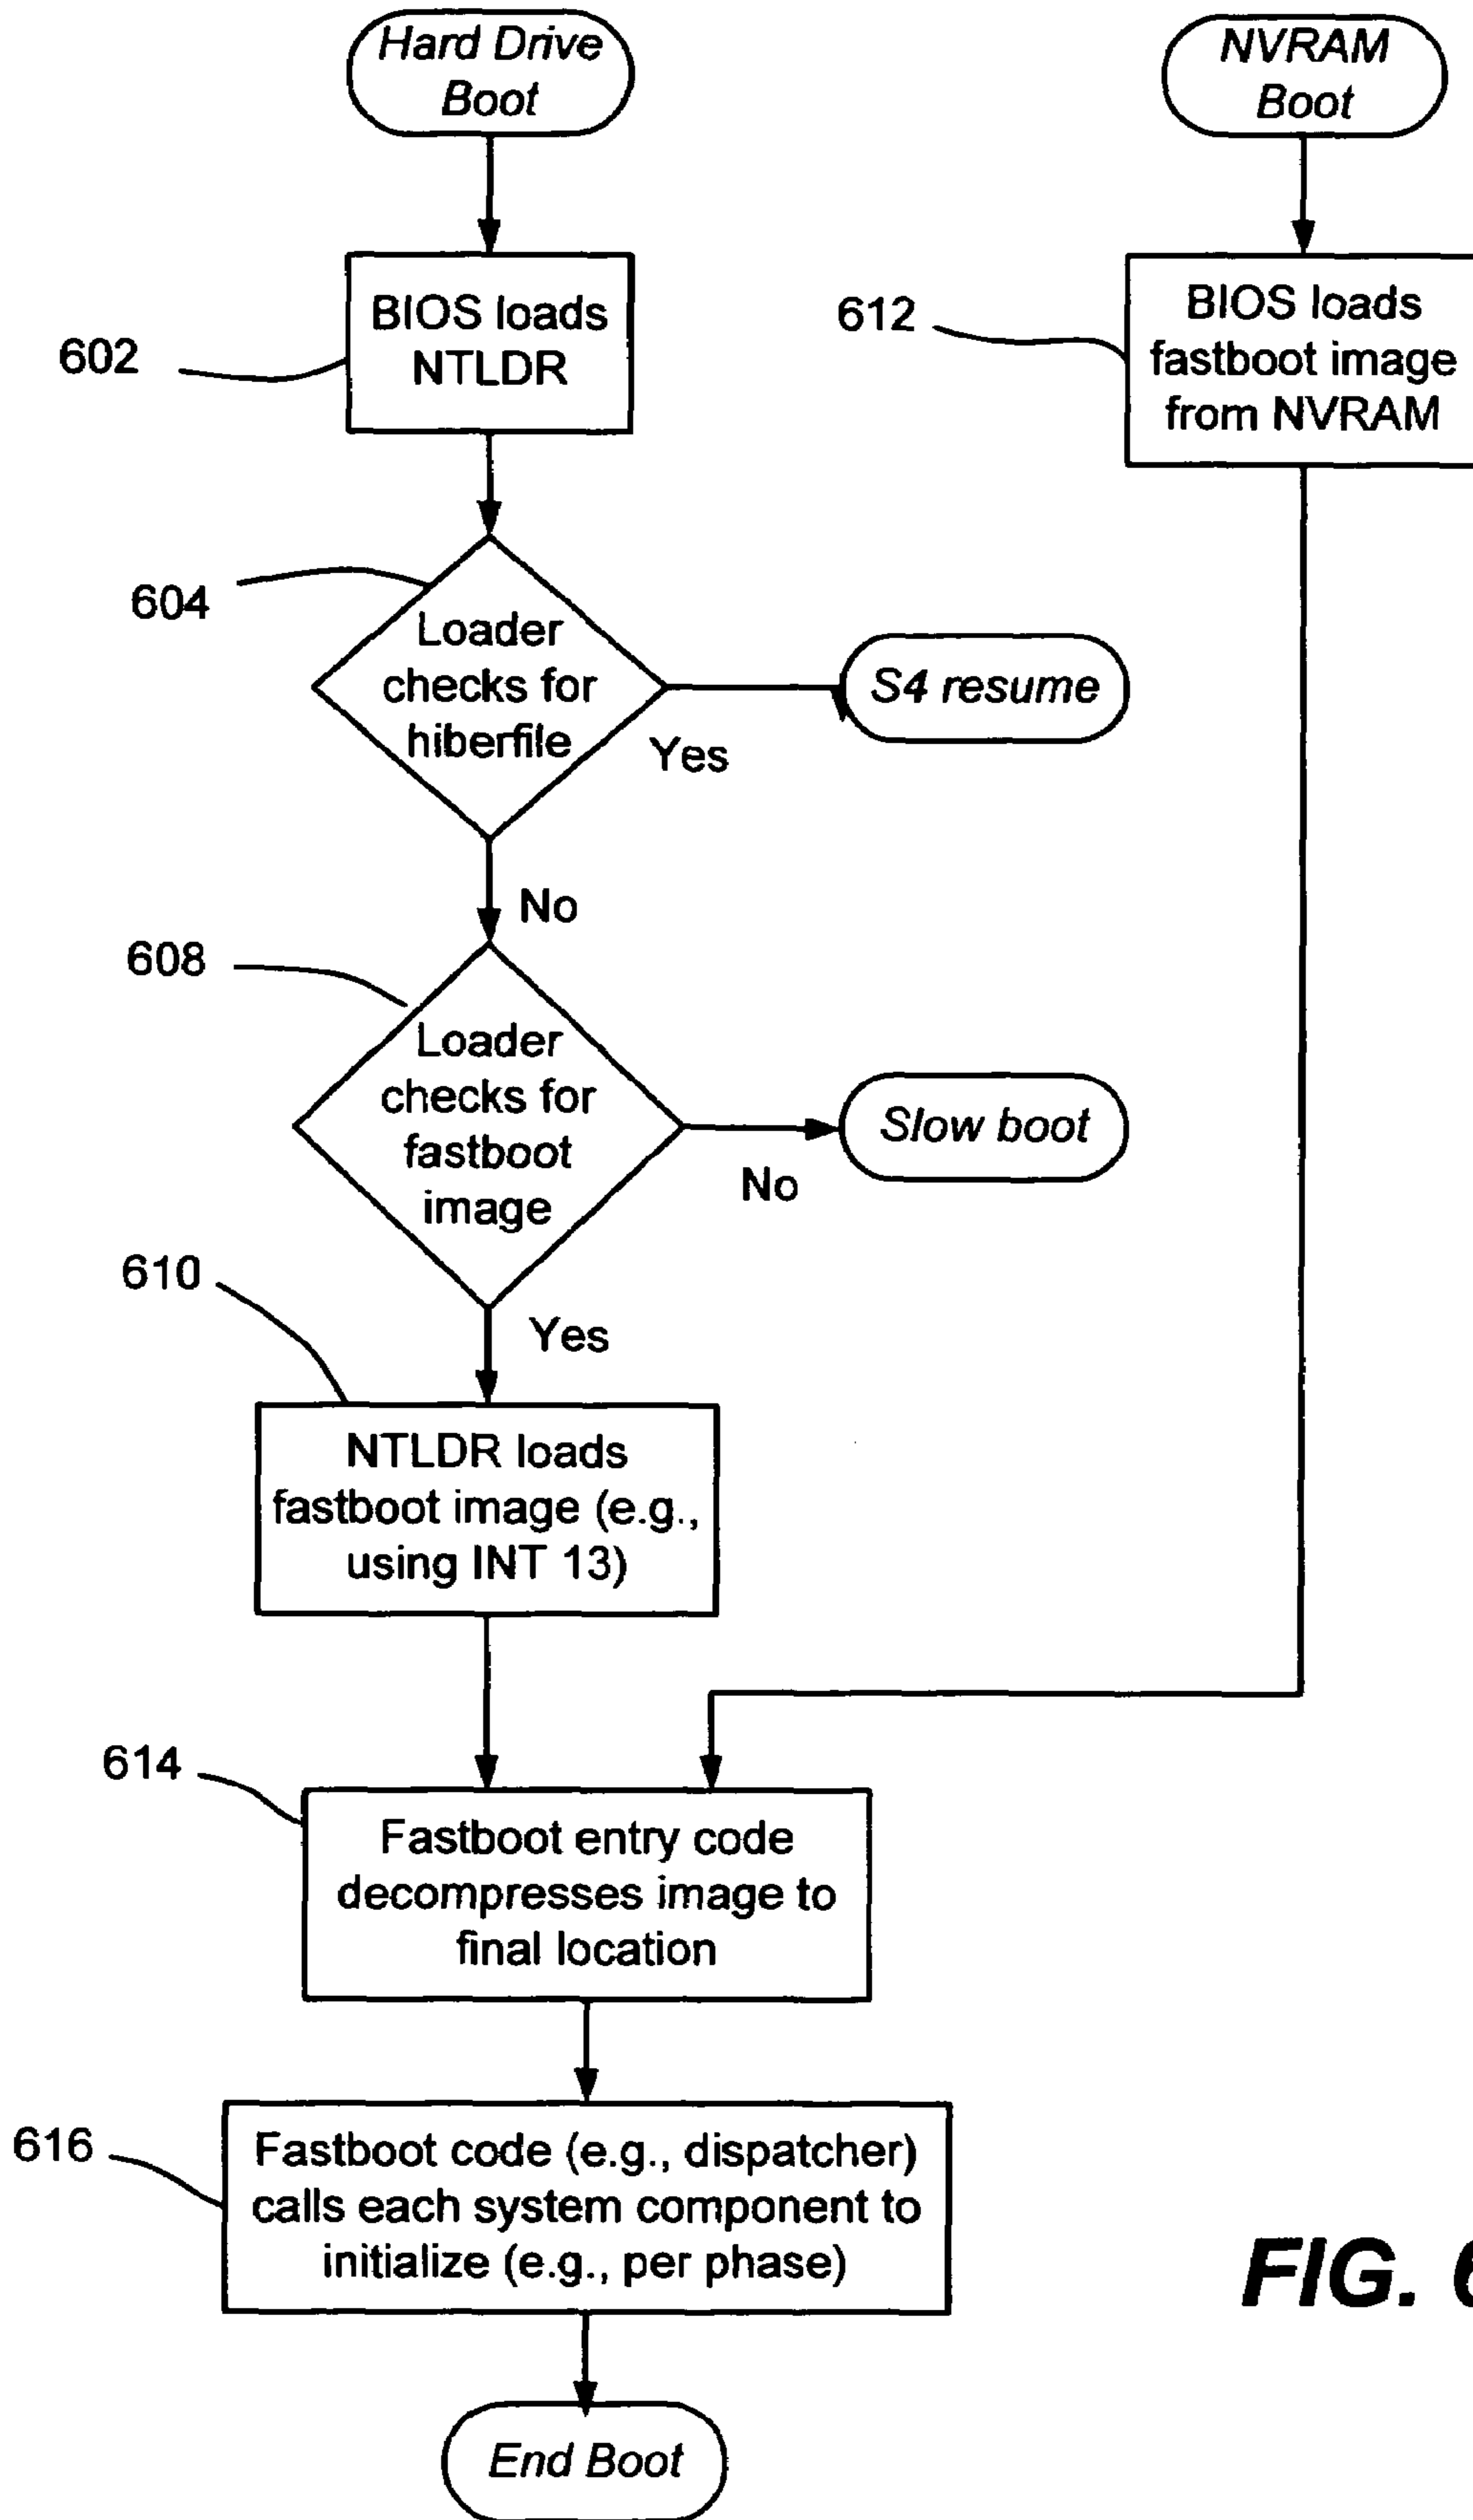 Hard Drive
Boot
NVRAM
Boot
BIOS loads
NTLDR
602
612
BIOS loads
fastboot image
from NVRAM
604
Loader
checks for
hiberfile
S4 resume
Yes
No
608
Loader
checks for
fastboot
image
Slow boot
No
610
Yes
NTLDR loads
fastboot image (e.g.,
using INT 13)
614
Fastboot entry code
decompresses image to
final location
616
Fastboot code (e.g., dispatcher)
calls each system component to
initialize (e.g., per phase)
FIG. 6
End Boot